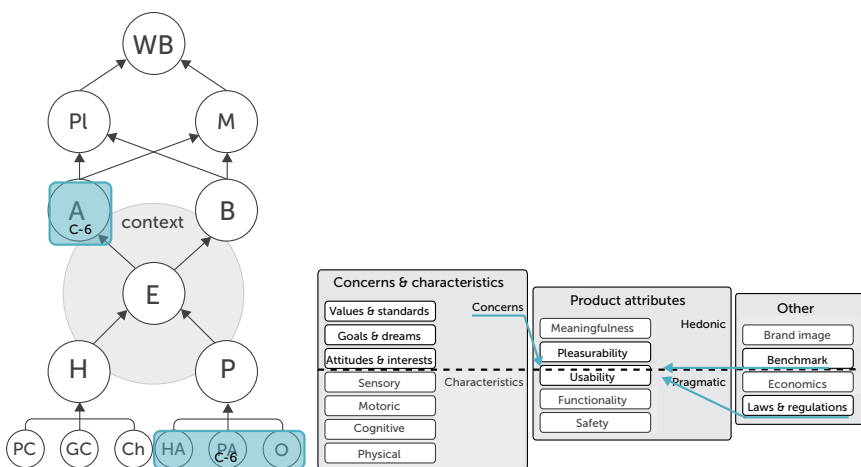 WB
Pl
M
A
C-6
context
B
E
H
P
PC
GC
Ch
HA
PA
C-6
O
Concerns & characteristics
Concerns
Values & standards
Goals & dreams
Attitudes & interests
Sensory
Characteristics
Motoric
Cognitive
Physical
Product attributes
Meaningfulness
Hedonic
Pleasurability
Usability
Pragmatic
Functionality
Safety
Other
Brand image
Benchmark
Economics
Laws & regulations